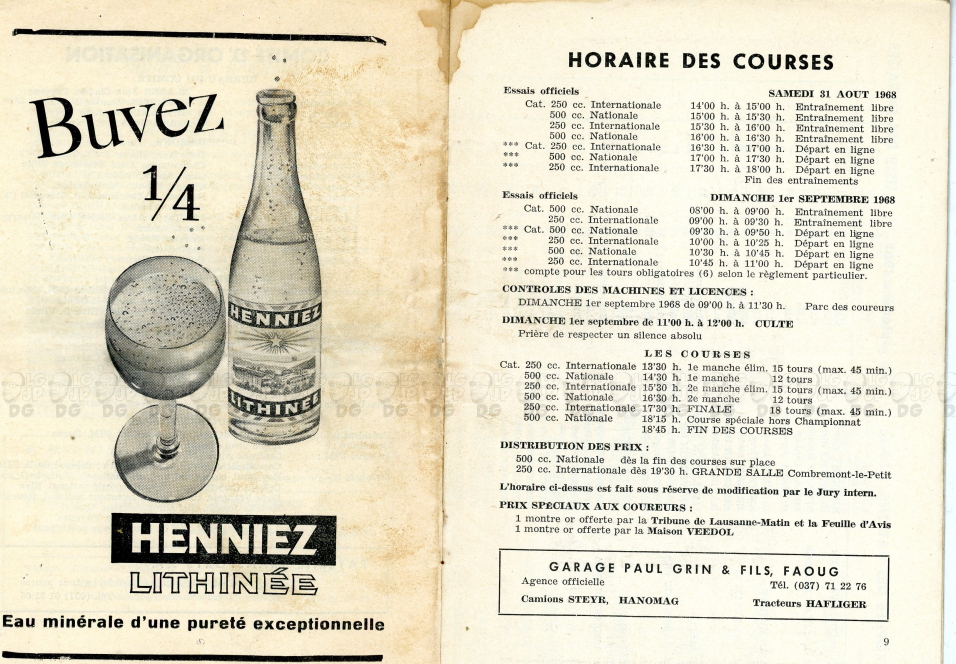 Buvez
1/4
HENNIEZ
LITHINÉE
HENNIEZ
LITHINÉE
Eau minérale d'une pureté exceptionnelle
HORAIRE DES COURSES
Essais officiels SAMEDI 31 AOUT 1968
Cat. 250 cc. Internationale 14'00 h. à 15'00 h. Entraînement libre
500 cc. Nationale 15'00 h. à 15'30 h. Entraînement libre
250 cc. Internationale 15'30 h. à 16'00 h. Entraînement libre
500 cc. Nationale 16'00 h. à 16'30 h. Entraînement libre
*** Cat. 250 cc. Internationale 16'30 h. à 17'00 h. Départ en ligne
*** 500 cc. Nationale 17'00 h. à 17'30 h. Départ en ligne
*** 250 cc. Internationale 17'30 h. à 18'00 h. Départ en ligne
Fin des entraînements
Essais officiels DIMANCHE 1er SEPTEMBRE 1968
Cat. 500 cc. Nationale 08'00 h. à 09'00 h. Entraînement libre
250 cc. Internationale 09'00 h. à 09'30 h. Entraînement libre
*** Cat. 500 cc. Nationale 09'30 h. à 09'50 h. Départ en ligne
*** 250 cc. Internationale 10'00 h. à 10'25 h. Départ en ligne
*** 500 cc. Nationale 10'30 h. à 10'45 h. Départ en ligne
*** 250 cc. Internationale 10'45 h. à 11'00 h. Départ en ligne
*** compte pour les tours obligatoires (6) selon le règlement particulier.
CONTROLES DES MACHINES ET LICENCES :
DIMANCHE 1er septembre 1968 de 09'00 h. à 11'30 h. Parc des coureurs
DIMANCHE 1er septembre de 11'00 h. à 12'00 h. CULTE
Prière de respecter un silence absolu
LES COURSES
Cat. 250 cc. Internationale 13'30 h. 1e manche élim. 15 tours (max. 45 min.)
500 cc. Nationale 14'30 h. 1e manche 12 tours
250 cc. Internationale 15'30 h. 2e manche élim. 15 tours (max. 45 min.)
500 cc. Nationale 16'30 h. 2e manche 12 tours
250 cc. Internationale 17'30 h. FINALE 18 tours (max. 45 min.)
500 cc. Nationale 18'15 h. Course spéciale hors Championnat
18'45 h. FIN DES COURSES
DISTRIBUTION DES PRIX :
500 cc. Nationale dès la fin des courses sur place
250 cc. Internationale dès 19'30 h. GRANDE SALLE Combremont-le-Petit
L'horaire ci-dessus est fait sous réserve de modification par le Jury intern.
PRIX SPÉCIAUX AUX COUREURS :
1 montre or offerte par la Tribune de Lausanne-Matin et la Feuille d'Avis
1 montre or offerte par la Maison VEEDOL
GARAGE PAUL GRIN & FILS, FAOUG
Agence officielle Tél. (037) 71 22 76
Camions STEYR, HANOMAG Tracteurs HAFLIGER
9